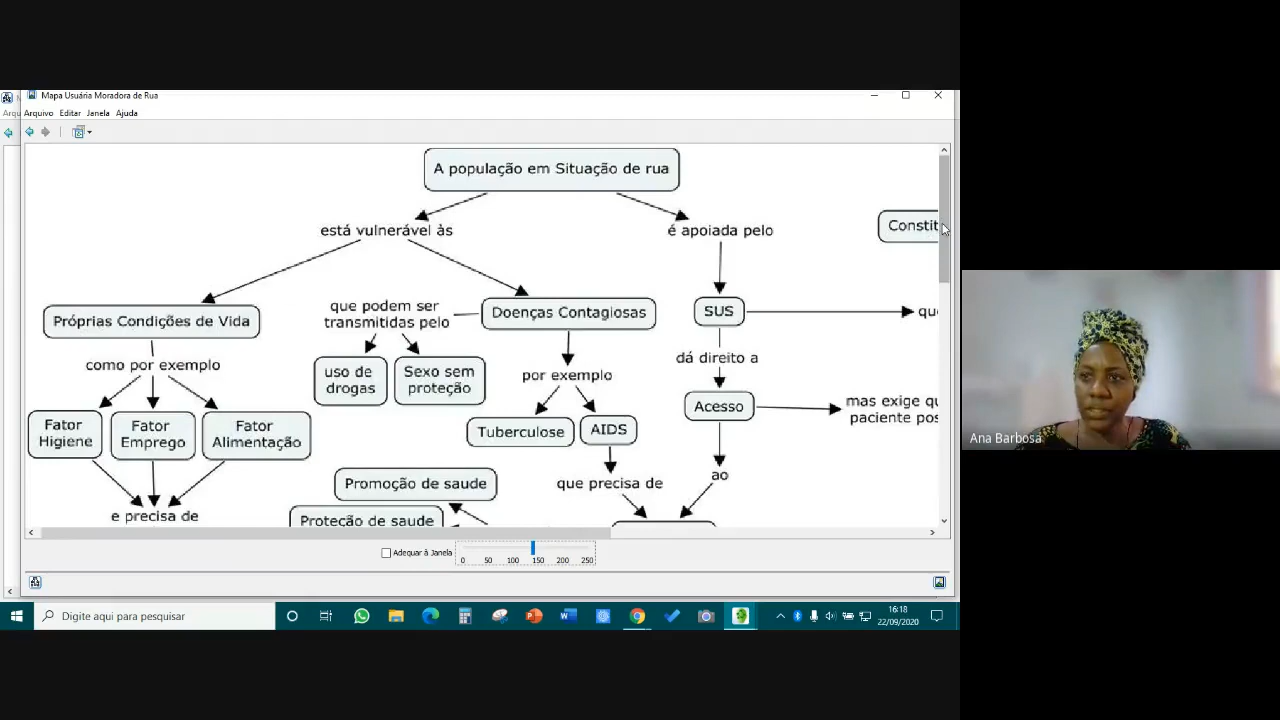 Mapa Usuária Moradora de Rua
Arqu
Arquivo Editar Janela Ajuda
A população em Situação de rua
está vulnerável às
é apoiada pelo
Constit
Próprias Condições de Vida
que podem ser
transmitidas pelo
Doenças Contagiosas
SUS
que
como por exemplo
uso de
drogas
Sexo sem
proteção
por exemplo
dá direito a
Fator
Higiene
Fator
Emprego
Fator
Alimentação
Tuberculose
AIDS
Acesso
mas exige qu
paciente pos
Ana Barbosa
Promoção de saude
que precisa de
ao
e precisa de
Proteção de saude
Adequar à Janela
0 50 100 150 200 250
Digite aqui para pesquisar
16:18
22/09/2020